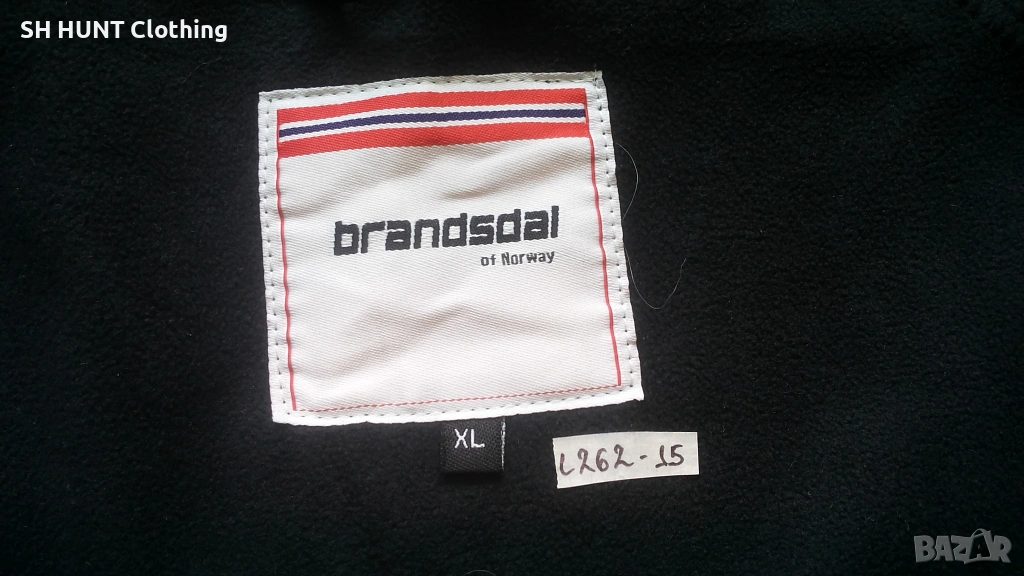 SH HUNT Clothing
brandsdal
of Norway
XL
L262-15
BAZAR